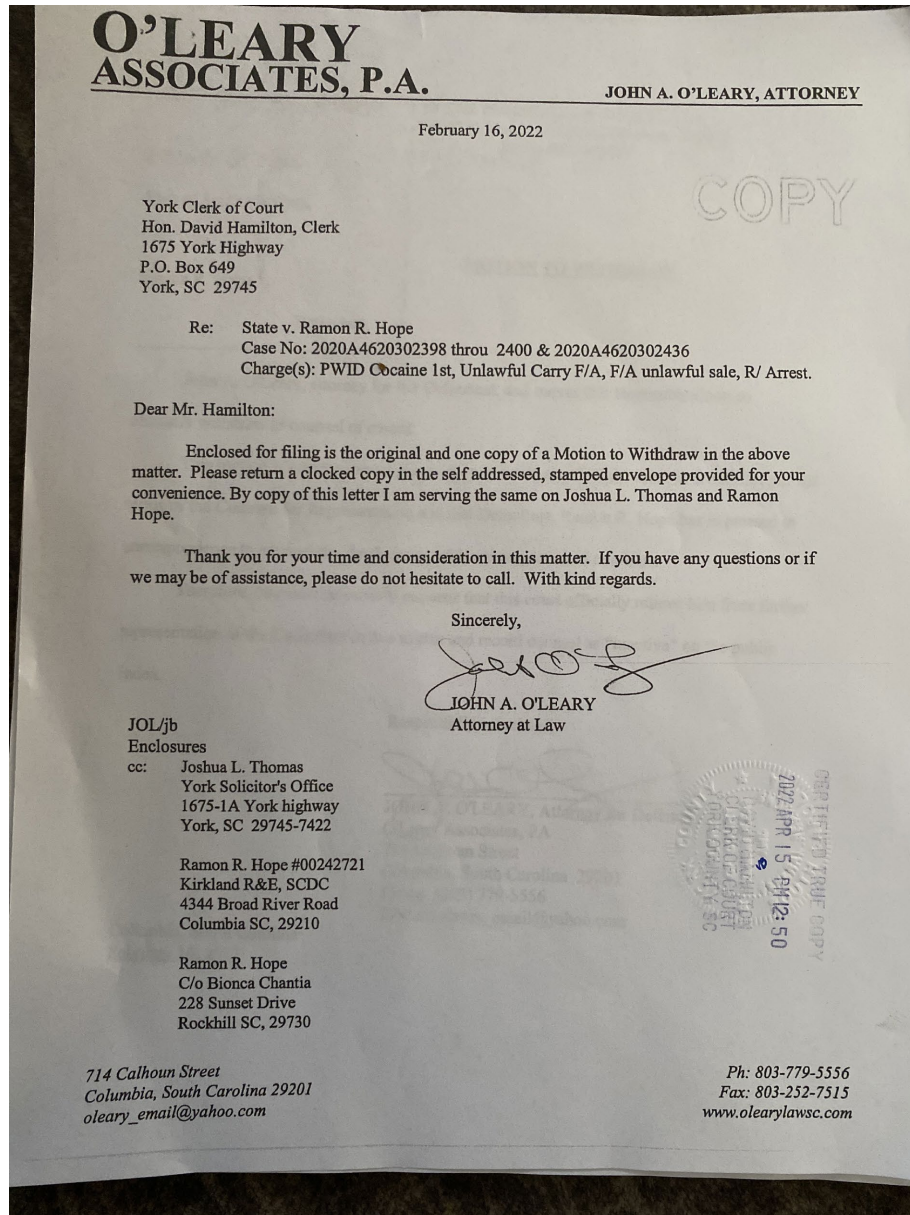 O'LEARY
ASSOCIATES, P.A.
JOHN A. O'LEARY, ATTORNEY
February 16, 2022
COPY
York Clerk of Court
Hon. David Hamilton, Clerk
1675 York Highway
P.O. Box 649
York, SC 29745
Re: State v. Ramon R. Hope
Case No: 2020A4620302398 thru 2400 & 2020A4620302436
Charge(s): PWID Cocaine 1st, Unlawful Carry F/A, F/A unlawful sale, R/ Arrest.
Dear Mr. Hamilton:
Enclosed for filing is the original and one copy of a Motion to Withdraw in the above
matter. Please return a clocked copy in the self addressed, stamped envelope provided for your
convenience. By copy of this letter I am serving the same on Joshua L. Thomas and Ramon
Hope.
Thank you for your time and consideration in this matter. If you have any questions or if
we may be of assistance, please do not hesitate to call. With kind regards.
Sincerely,
JOHN A. O'LEARY
Attorney at Law
JOL/jb
Enclosures
cc: Joshua L. Thomas
York Solicitor's Office
1675-1A York highway
York, SC 29745-7422
Ramon R. Hope #00242721
Kirkland R&E, SCDC
4344 Broad River Road
Columbia SC, 29210
Ramon R. Hope
C/o Bionca Chantia
228 Sunset Drive
Rockhill SC, 29730
CERTIFIED TRUE COPY
2022 APR 15 PM 12:50
CLERK OF COURT
714 Calhoun Street
Columbia, South Carolina 29201
oleary_email@yahoo.com
Ph: 803-779-5556
Fax: 803-252-7515
www.olearylawsc.com